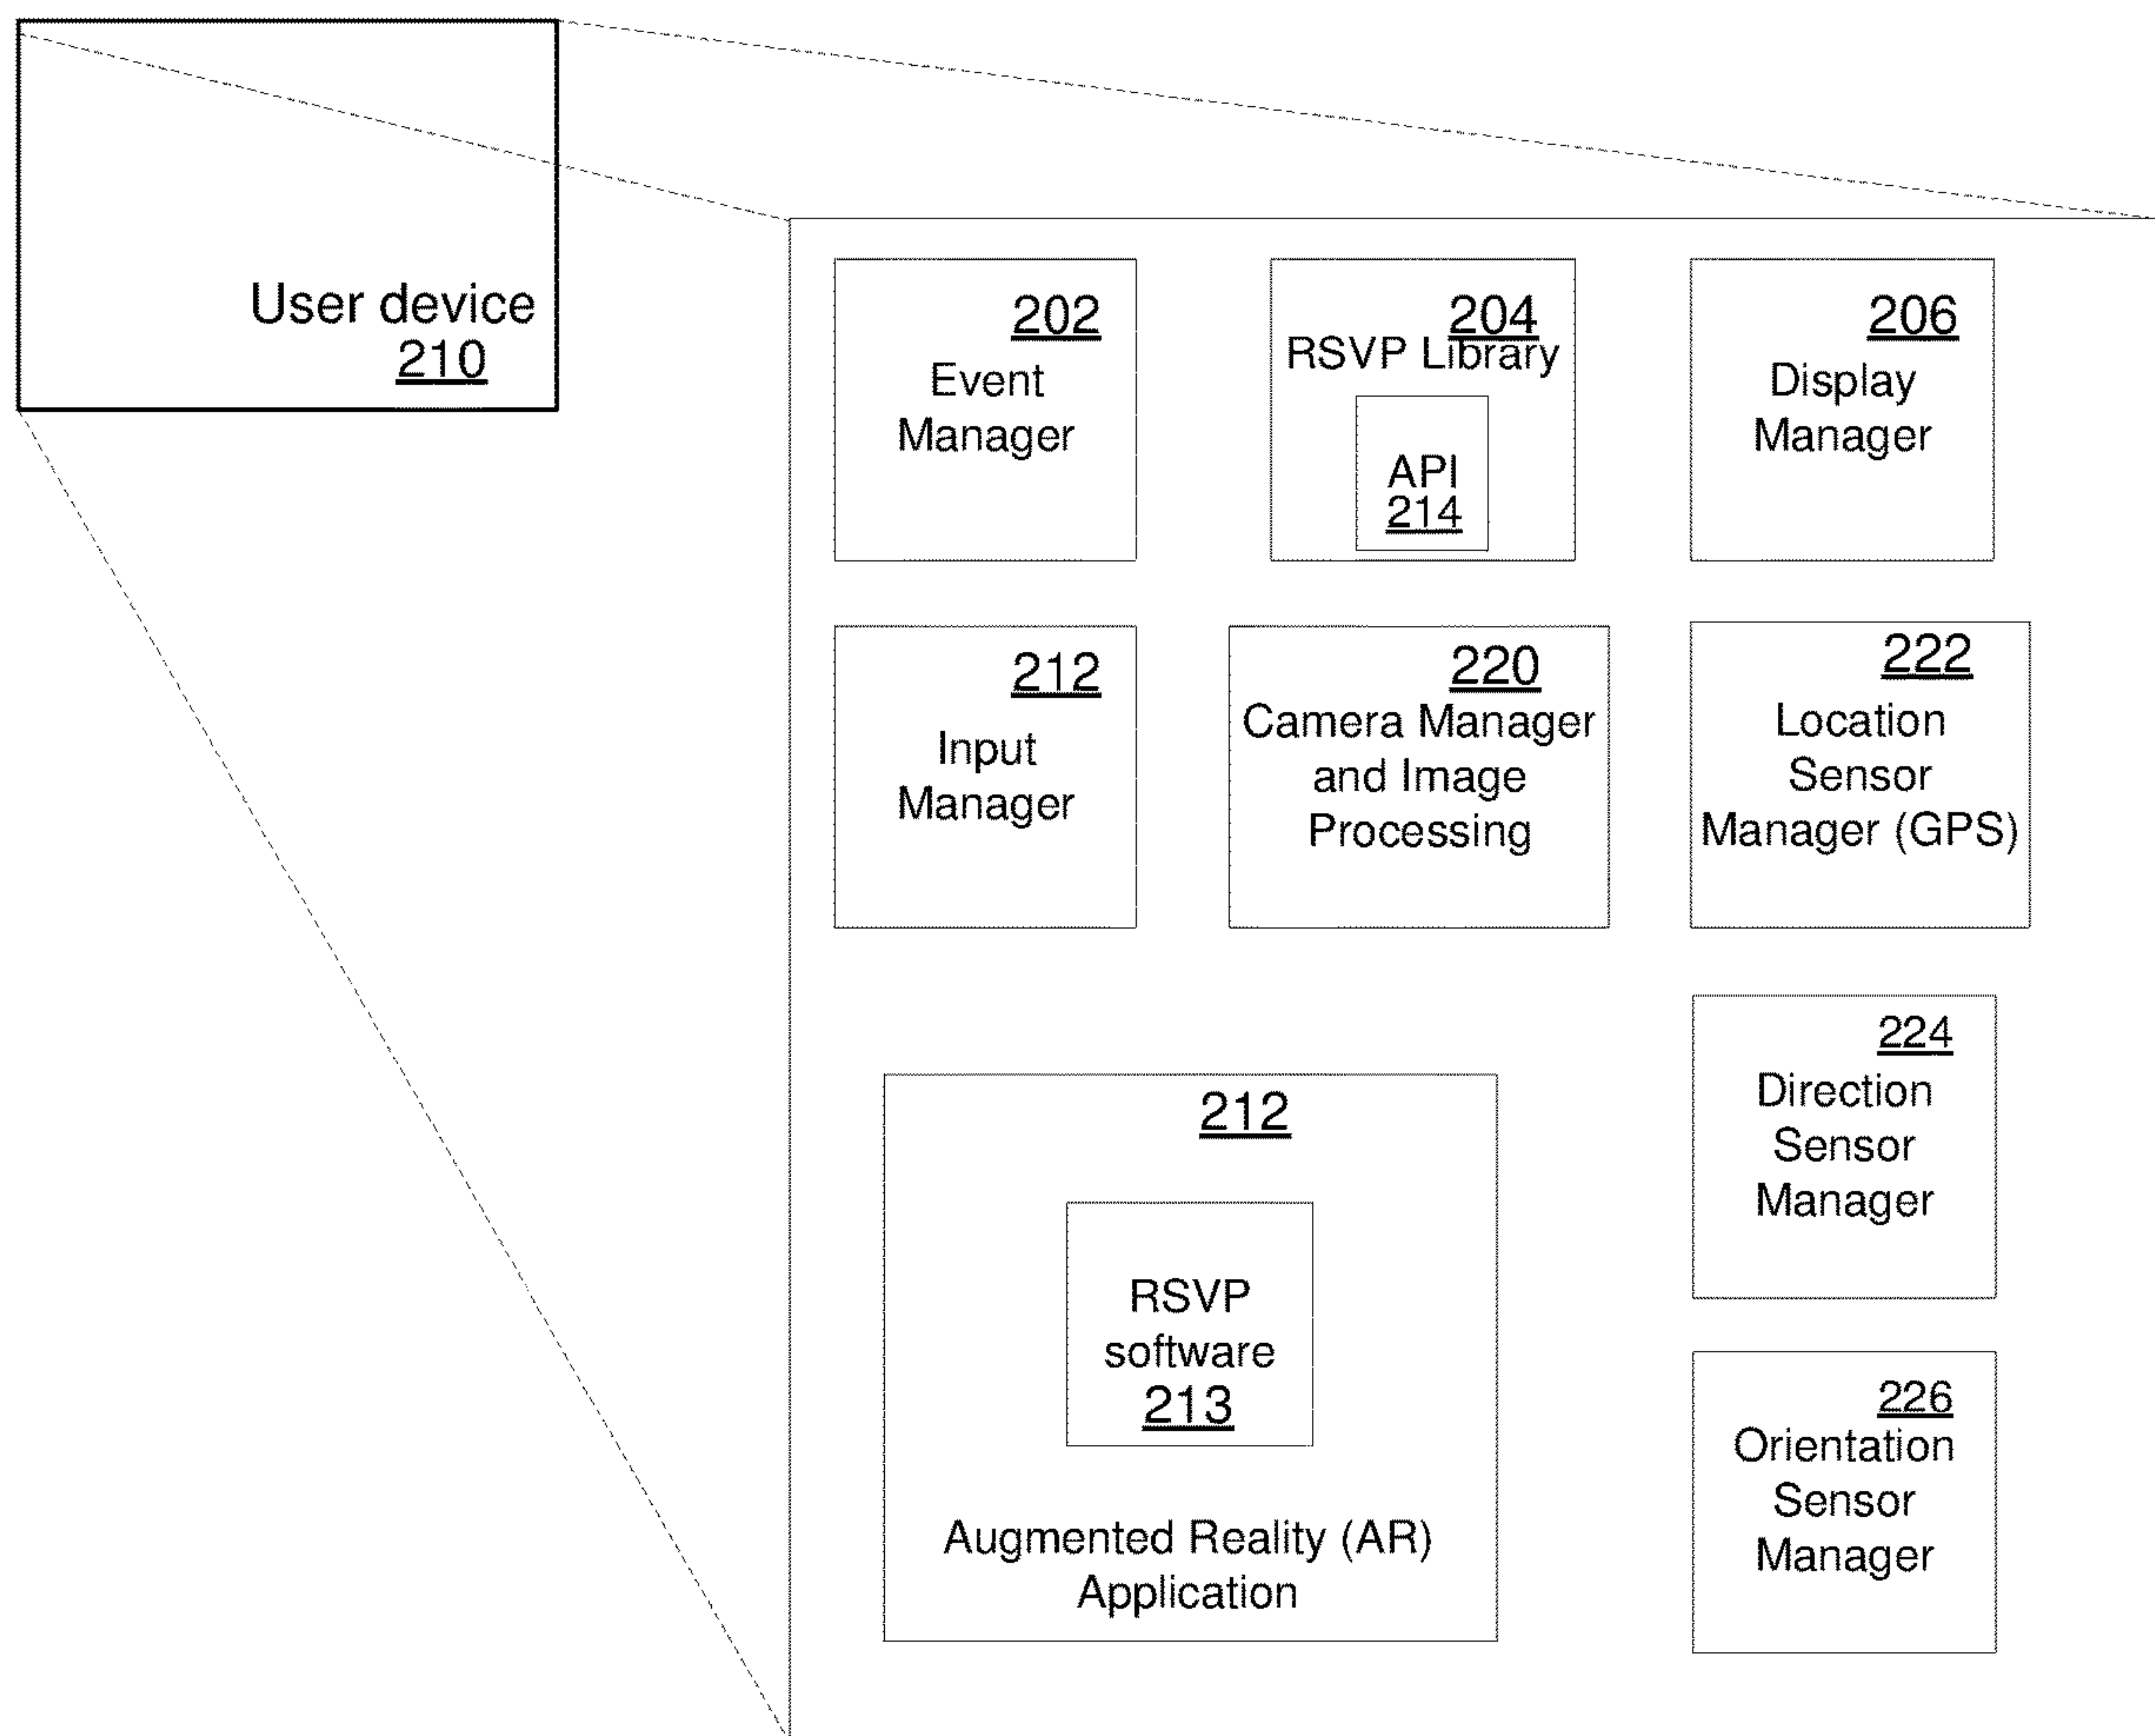 User device
210
202
Event
Manager
204
RSVP Library
API
214
206
Display
Manager
212
Input
Manager
220
Camera Manager
and Image
Processing
222
Location
Sensor
Manager (GPS)
224
Direction
Sensor
Manager
212
RSVP
software
213
Augmented Reality (AR)
Application
226
Orientation
Sensor
Manager